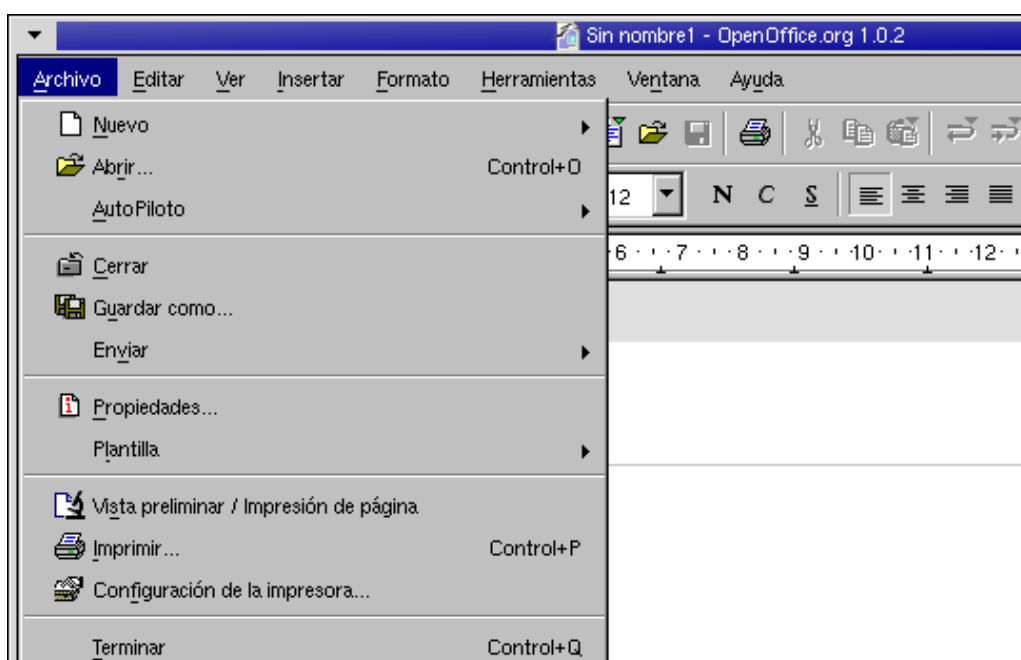 Sin nombre1 - OpenOffice.org 1.0.2
Archivo Editar Ver Insertar Formato Herramientas Ventana Ayuda
Nuevo
Abrir... Control+O
AutoPiloto
12 N C S
Cerrar
6 7 8 9 10 11 12
Guardar como...
Enviar
Propiedades...
Plantilla
Vista preliminar / Impresión de página
Imprimir... Control+P
Configuración de la impresora...
Terminar Control+Q